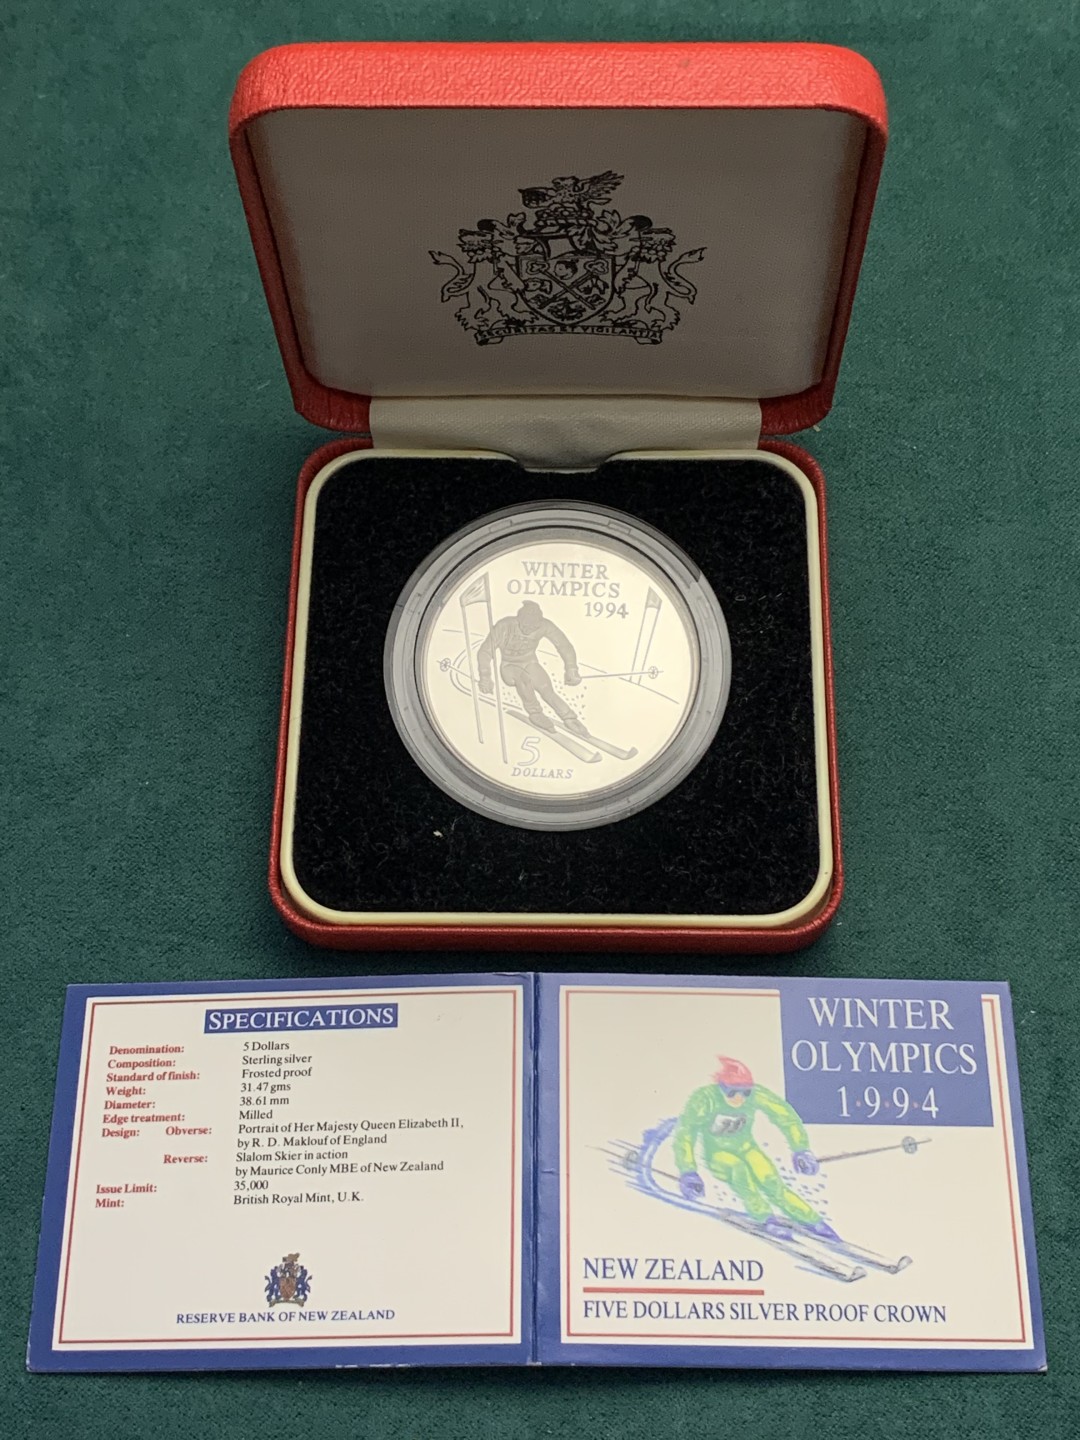 SECURITAS ET VIGILANTIA
WINTER
OLYMPICS
1994
5
DOLLARS
SPECIFICATIONS
Denomination: 5 Dollars
Composition: Sterling silver
Standard of finish: Frosted proof
Weight: 31.47 gms
Diameter: 38.61 mm
Edge treatment: Milled
Design: Obverse: Portrait of Her Majesty Queen Elizabeth II,
by R. D. Maklouf of England
Reverse: Slalom Skier in action
by Maurice Conly MBE of New Zealand
Issue Limit: 35,000
Mint: British Royal Mint, U.K.
RESERVE BANK OF NEW ZEALAND
WINTER
OLYMPICS
1·9·9·4
NEW ZEALAND
FIVE DOLLARS SILVER PROOF CROWN